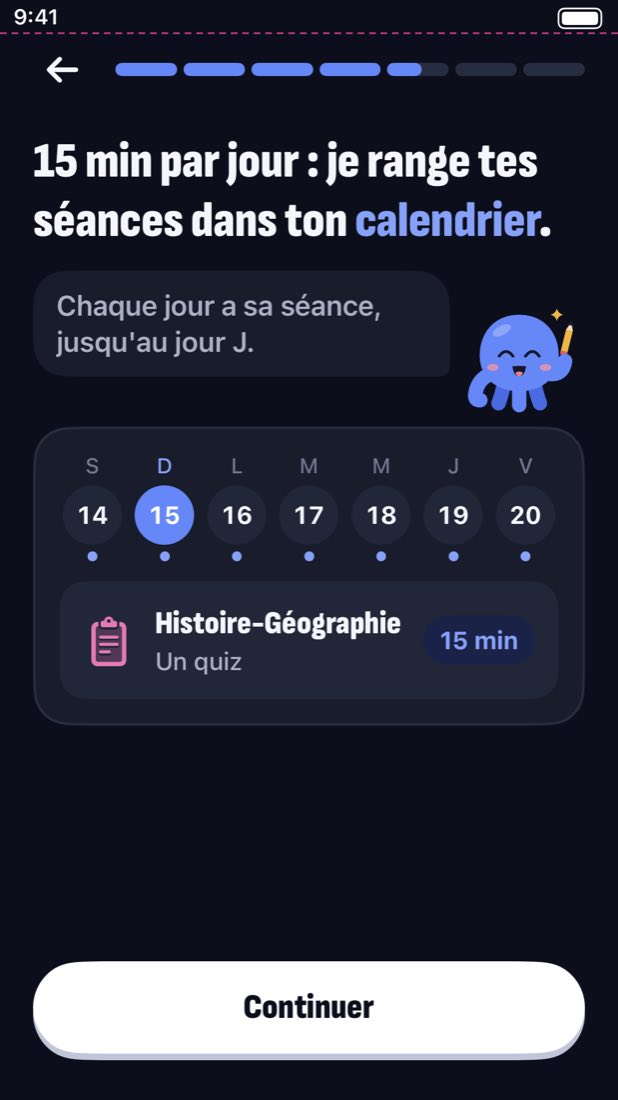 9:41
15 min par jour : je range tes
séances dans ton calendrier.
Chaque jour a sa séance,
jusqu'au jour J.
S D L M M J V
14 15 16 17 18 19 20
Histoire-Géographie
Un quiz
15 min
Continuer